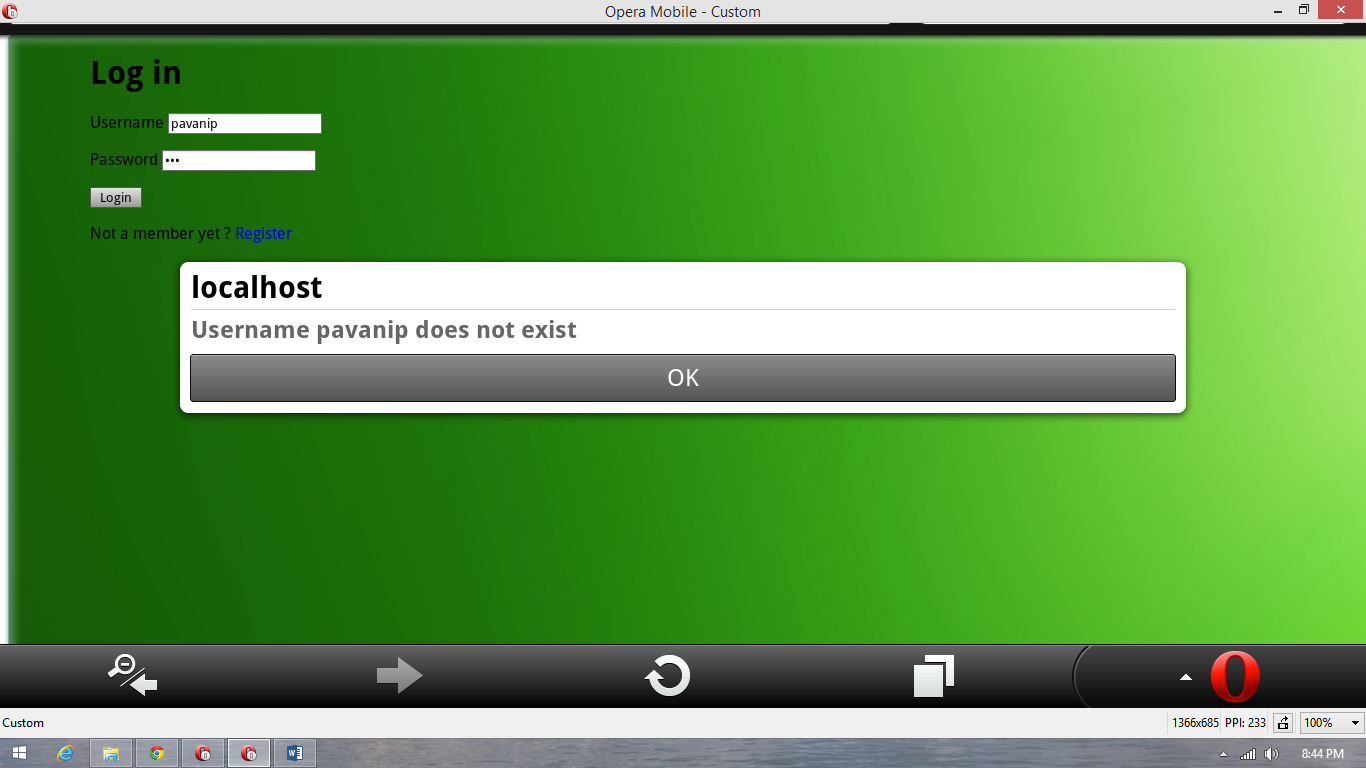 Opera Mobile - Custom
Log in
Username pavanip
Password •••
Login
Not a member yet ? Register
localhost
Username pavanip does not exist
OK
Custom
1366x685 PPI: 233 100%
8:44 PM